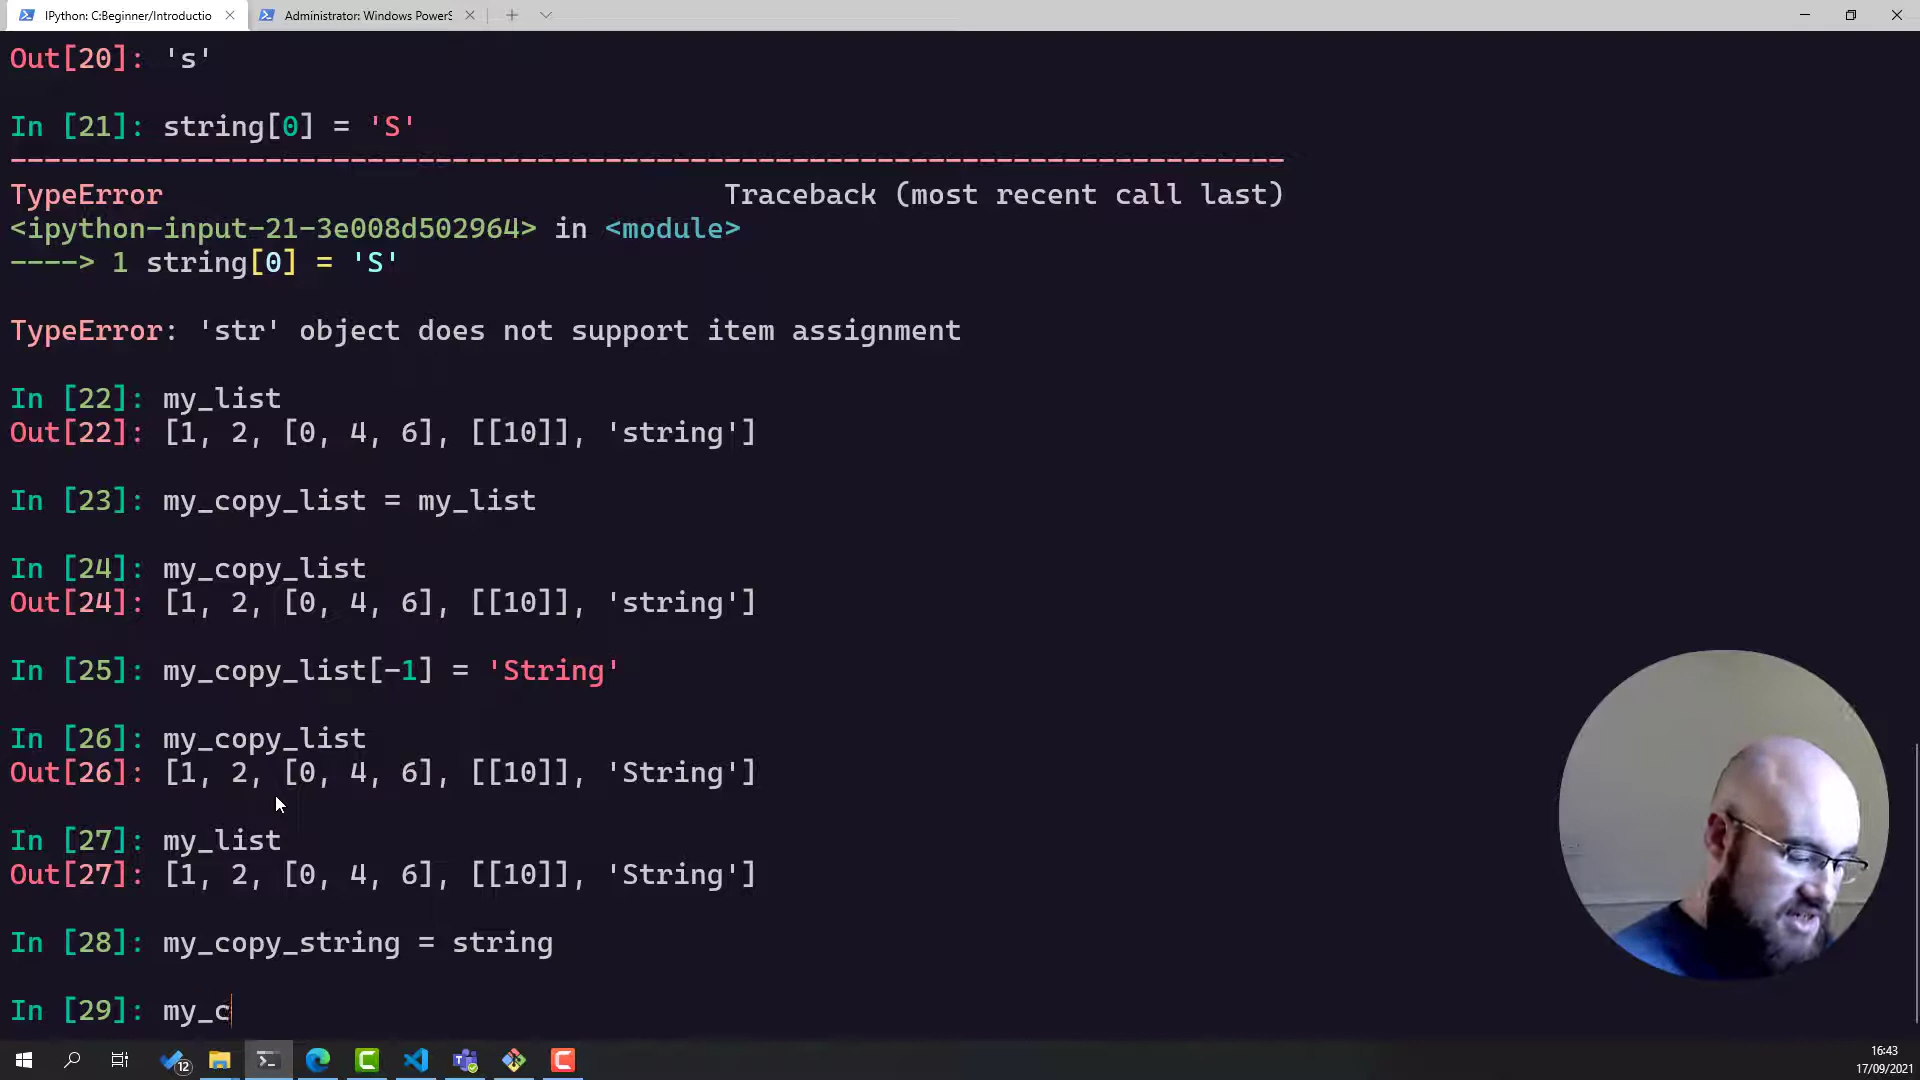 IPython: C:Beginner/Introductio
Administrator: Windows PowerS
Out[20]: 's'
In [21]: string[0] = 'S'
---------------------------------------------------------------------------
TypeError                                 Traceback (most recent call last)
<ipython-input-21-3e008d502964> in <module>
----> 1 string[0] = 'S'
TypeError: 'str' object does not support item assignment
In [22]: my_list
Out[22]: [1, 2, [0, 4, 6], [[10]], 'string']
In [23]: my_copy_list = my_list
In [24]: my_copy_list
Out[24]: [1, 2, [0, 4, 6], [[10]], 'string']
In [25]: my_copy_list[-1] = 'String'
In [26]: my_copy_list
Out[26]: [1, 2, [0, 4, 6], [[10]], 'String']
In [27]: my_list
Out[27]: [1, 2, [0, 4, 6], [[10]], 'String']
In [28]: my_copy_string = string
In [29]: my_c
12
16:43
17/09/2021